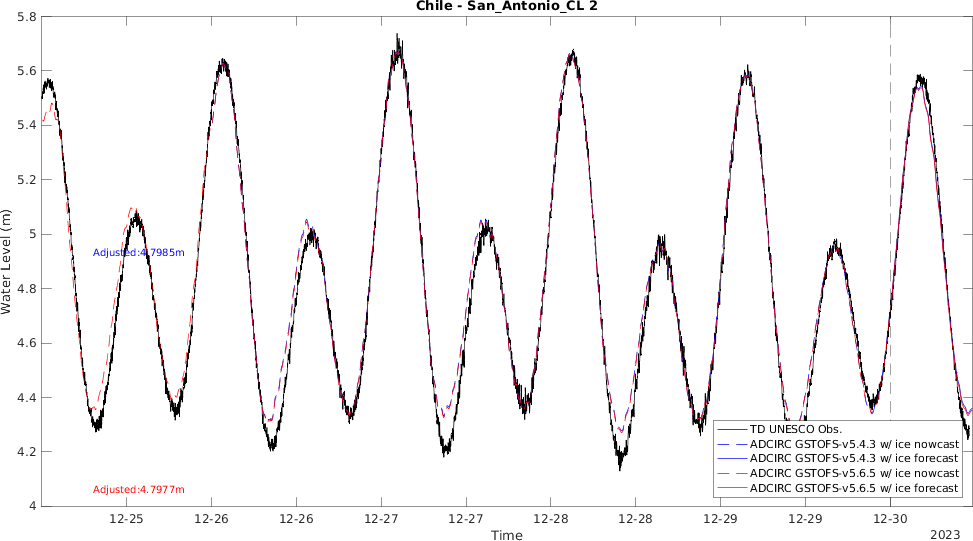 Chile - San_Antonio_CL 2
5.8
5.6
5.4
5.2
5
4.8
4.6
4.4
4.2
4
Water Level (m)
Adjusted:4.7985m
Adjusted:4.7977m
TD UNESCO Obs.
ADCIRC GSTOFS-v5.4.3 w/ ice nowcast
ADCIRC GSTOFS-v5.4.3 w/ ice forecast
ADCIRC GSTOFS-v5.6.5 w/ ice nowcast
ADCIRC GSTOFS-v5.6.5 w/ ice forecast
12-25 12-26 12-26 12-27 12-27 12-28 12-28 12-29 12-29 12-30
Time
2023